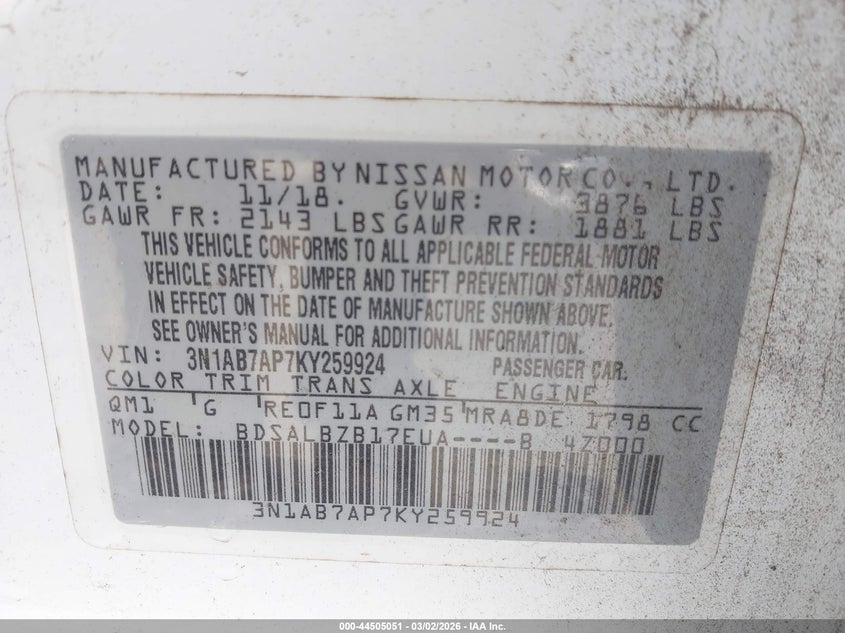 MANUFACTURED BY NISSAN MOTOR CO., LTD.
DATE: 11/18. GVWR: 3876 LBS
GAWR FR: 2143 LBS GAWR RR: 1881 LBS
THIS VEHICLE CONFORMS TO ALL APPLICABLE FEDERAL MOTOR
VEHICLE SAFETY, BUMPER AND THEFT PREVENTION STANDARDS
IN EFFECT ON THE DATE OF MANUFACTURE SHOWN ABOVE.
SEE OWNER'S MANUAL FOR ADDITIONAL INFORMATION.
VIN: 3N1AB7AP7KY259924 PASSENGER CAR.
COLOR TRIM TRANS AXLE ENGINE
QM1 G RE0F11A GM35 MRA8DE 1798 CC
MODEL: BDSALBZB17EUA----B 4Z000
3N1AB7AP7KY259924
000-44505051 | 03/02/2026 - IAA Inc.